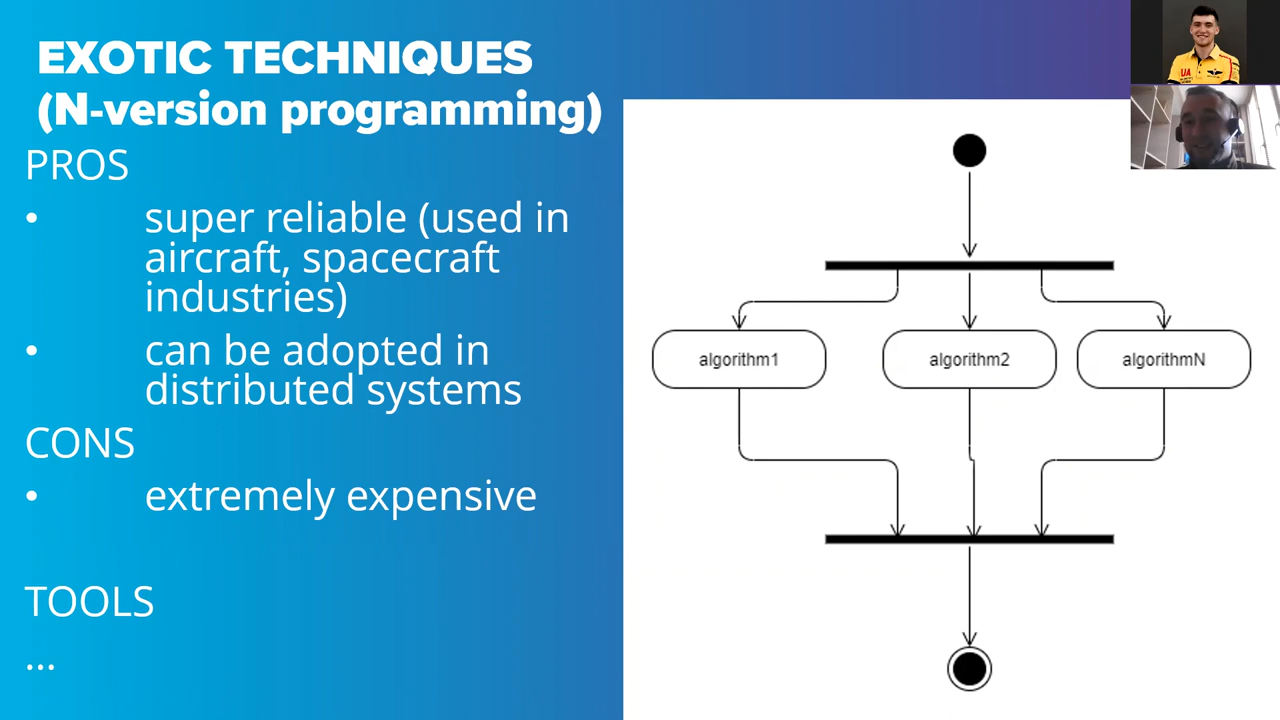 EXOTIC TECHNIQUES
(N-version programming)
PROS
• super reliable (used in
aircraft, spacecraft
industries)
• can be adopted in
distributed systems
CONS
• extremely expensive
TOOLS
...
algorithm1
algorithm2
algorithmN
UA